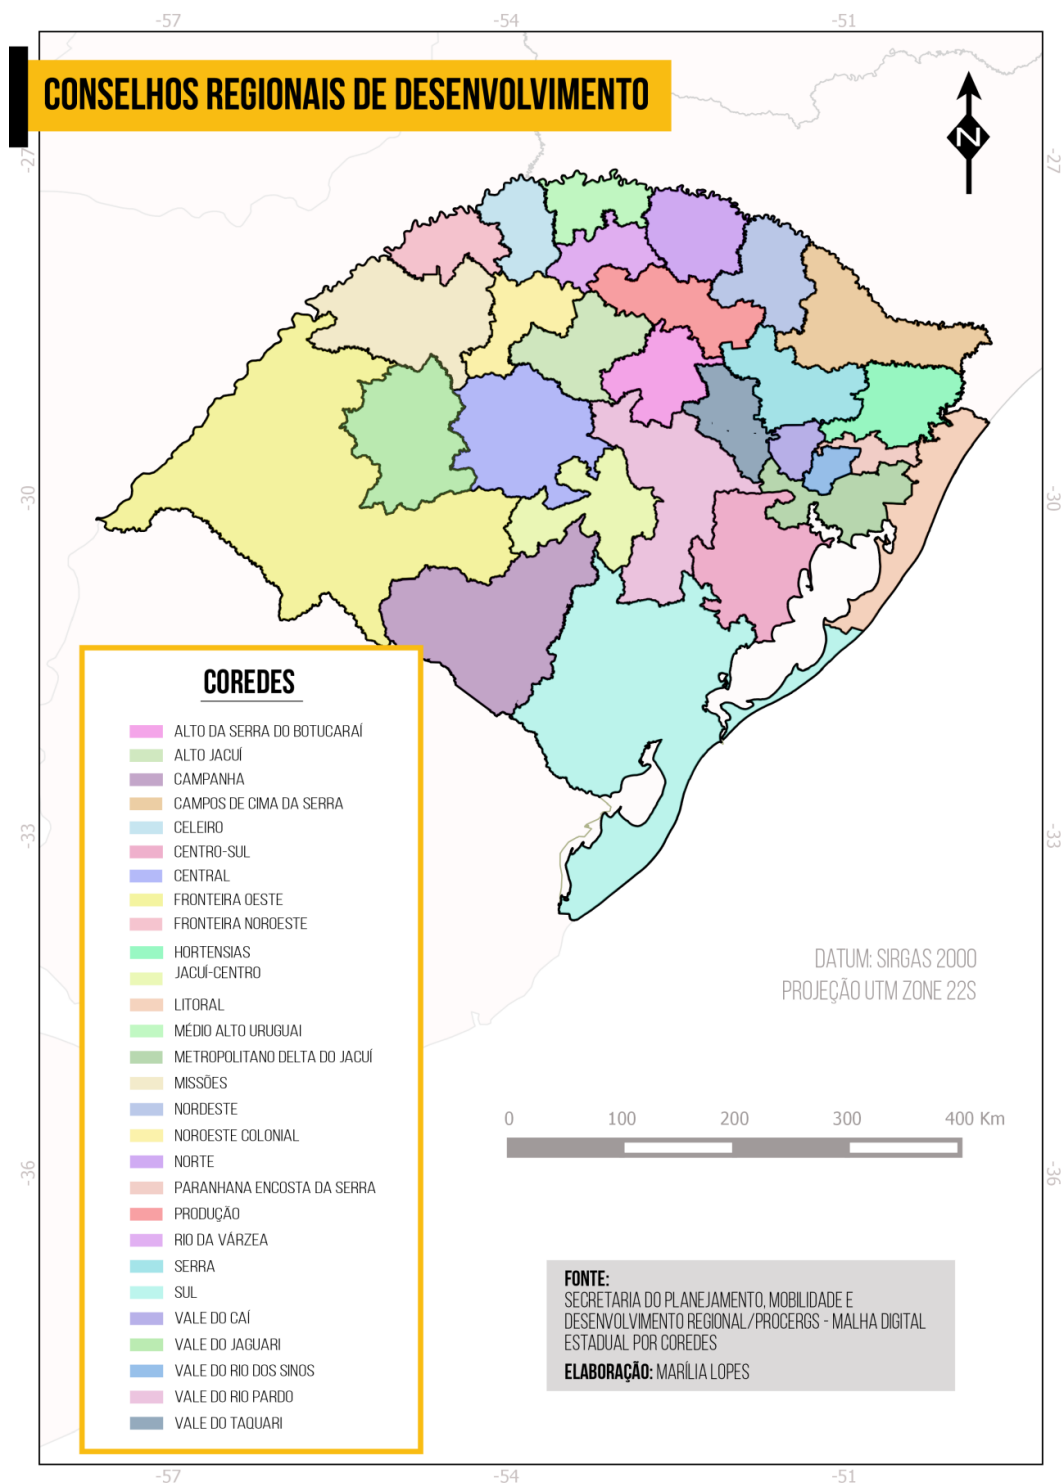 -57 -54 -51
CONSELHOS REGIONAIS DE DESENVOLVIMENTO
N
-27 -27
-30 -30
COREDES
ALTO DA SERRA DO BOTUCARAÍ
ALTO JACUÍ
CAMPANHA
CAMPOS DE CIMA DA SERRA
CELEIRO
CENTRO-SUL
CENTRAL
FRONTEIRA OESTE
FRONTEIRA NOROESTE
HORTENSIAS
JACUÍ-CENTRO
LITORAL
MÉDIO ALTO URUGUAI
METROPOLITANO DELTA DO JACUÍ
MISSÕES
NORDESTE
NOROESTE COLONIAL
NORTE
PARANHANA ENCOSTA DA SERRA
PRODUÇÃO
RIO DA VÁRZEA
SERRA
SUL
VALE DO CAÍ
VALE DO JAGUARI
VALE DO RIO DOS SINOS
VALE DO RIO PARDO
VALE DO TAQUARI
-33 -33
DATUM: SIRGAS 2000
PROJEÇÃO UTM ZONE 22S
0 100 200 300 400 Km
-36 -36
FONTE:
SECRETARIA DO PLANEJAMENTO, MOBILIDADE E
DESENVOLVIMENTO REGIONAL/PROCERGS - MALHA DIGITAL
ESTADUAL POR COREDES
ELABORAÇÃO: MARÍLIA LOPES
-57 -54 -51